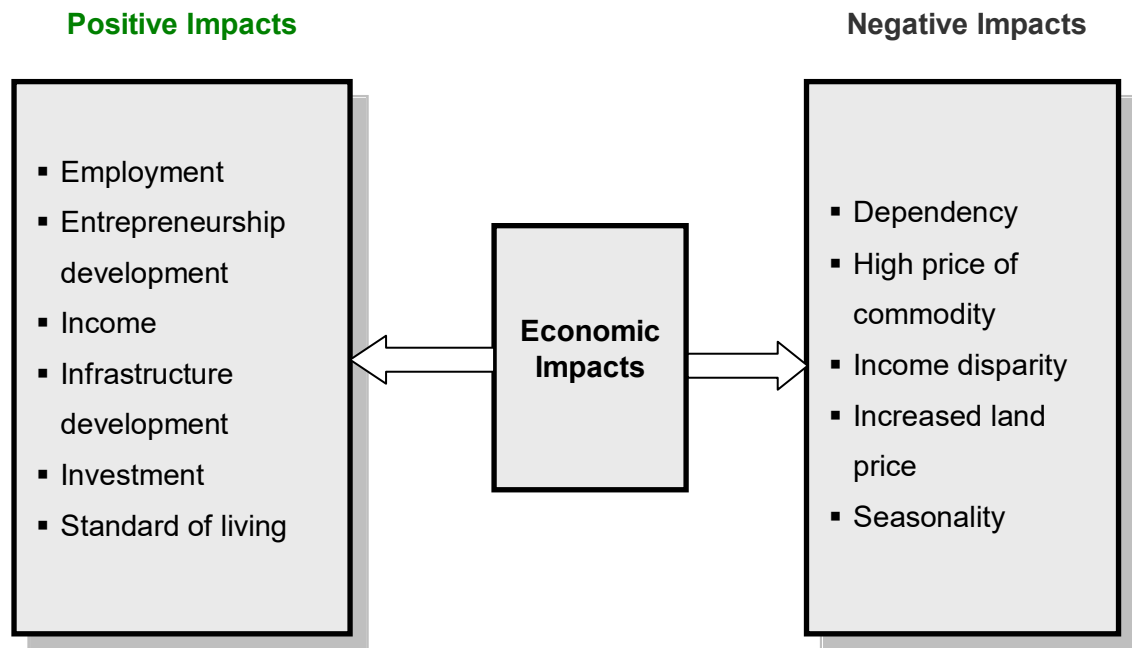 Positive Impacts
Negative Impacts
▪ Employment
▪ Entrepreneurship
development
▪ Income
▪ Infrastructure
development
▪ Investment
▪ Standard of living
Economic
Impacts
▪ Dependency
▪ High price of
commodity
▪ Income disparity
▪ Increased land
price
▪ Seasonality